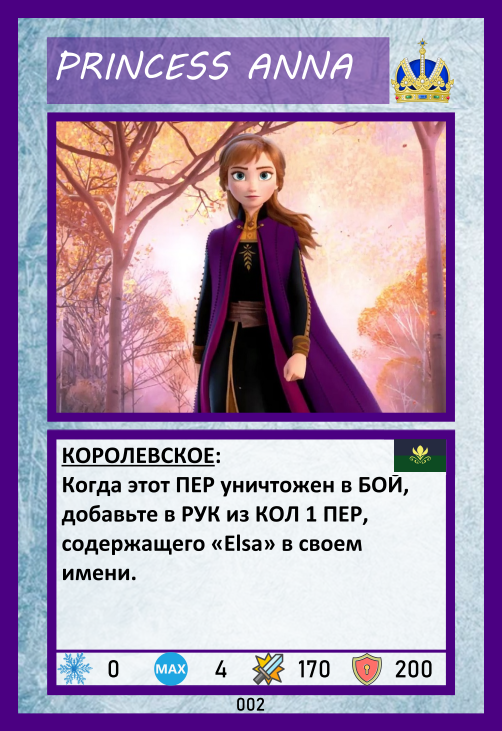 PRINCESS ANNA
КОРОЛЕВСКОЕ:
Когда этот ПЕР уничтожен в БОЙ,
добавьте в РУК из КОЛ 1 ПЕР,
содержащего «Elsa» в своем
имени.
0 MAX 4 170 200
002